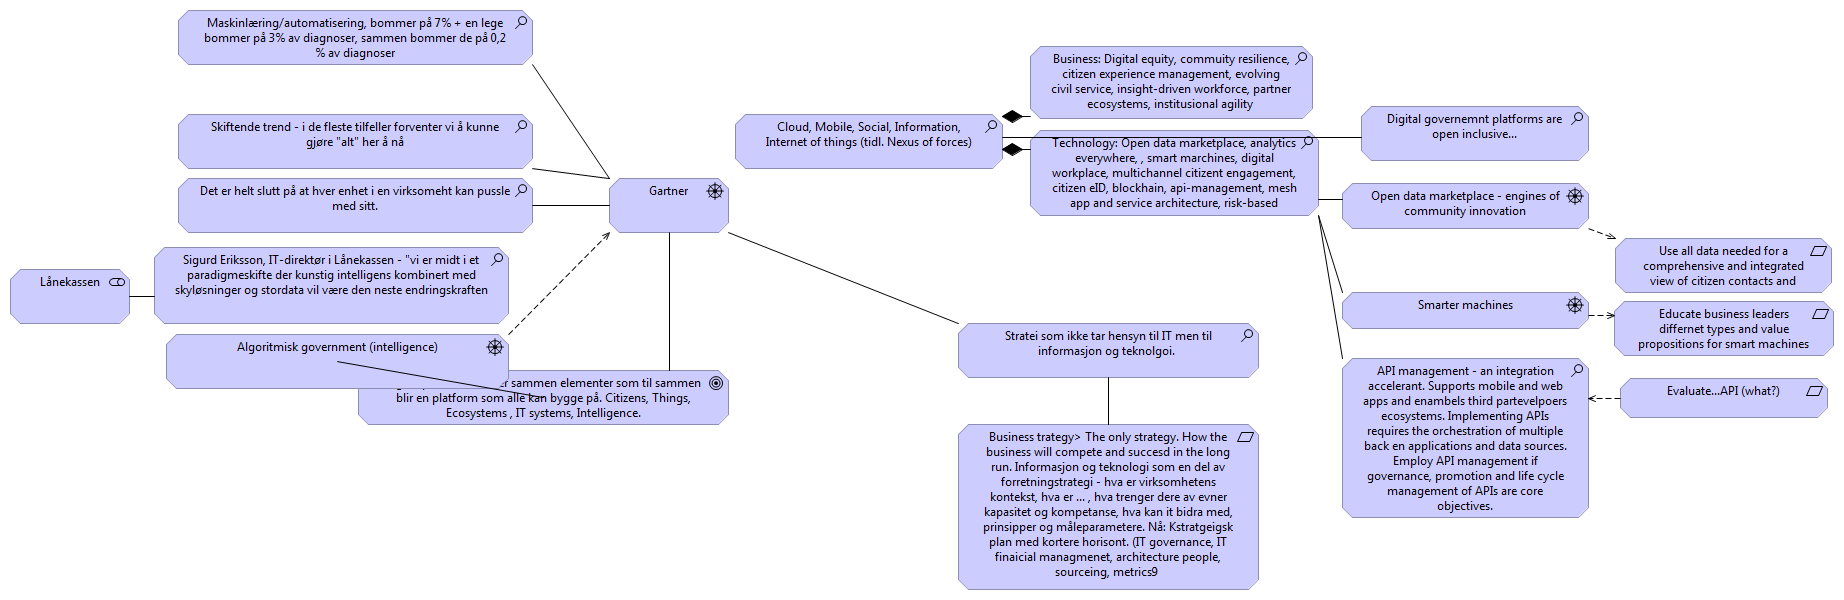 Maskinlæring/automatisering, bommer på 7% + en lege
bommer på 3% av diagnoser, sammen bommer de på 0,2
% av diagnoser
Skiftende trend - i de fleste tilfeller forventer vi å kunne
gjøre "alt" her å nå
Det er helt slutt på at hver enhet i en virksomeht kan pussle
med sitt.
Gartner
Lånekassen
Sigurd Eriksson, IT-direktør i Lånekassen - "vi er midt i et
paradigmeskifte der kunstig intelligens kombinert med
skyløsninger og stordata vil være den neste endringskraften
Algoritmisk government (intelligence)
sammen elementer som til sammen
blir en platform som alle kan bygge på. Citizens, Things,
Ecosystems , IT systems, Intelligence.
Cloud, Mobile, Social, Information,
Internet of things (tidl. Nexus of forces)
Business: Digital equity, commuity resilience,
citizen experience management, evolving
civil service, insight-driven workforce, partner
ecosystems, institutional agility
Technology: Open data marketplace, analytics
everywhere, , smart marchines, digital
workplace, multichannel citizent engagement,
citizen eID, blockhain, api-management, mesh
app and service architecture, risk-based
Digital governemnt platforms are
open inclusive...
Open data marketplace - engines of
community innovation
Use all data needed for a
comprehensive and integrated
view of citizen contacts and
Smarter machines
Educate business leaders
differnet types and value
propositions for smart machines
API management - an integration
accelerant. Supports mobile and web
apps and enambels third partevelpoers
ecosystems. Implementing APIs
requires the orchestration of multiple
back en applications and data sources.
Employ API management if
governance, promotion and life cycle
management of APIs are core
objectives.
Evaluate...API (what?)
Stratei som ikke tar hensyn til IT men til
informasjon og teknolgoi.
Business trategy> The only strategy. How the
business will compete and succesd in the long
run. Informasjon og teknologi som en del av
forretningstrategi - hva er virksomhetens
kontekst, hva er ... , hva trenger dere av evner
kapasitet og kompetanse, hva kan it bidra med,
prinsipper og måleparametere. Nå: Kstratgeigsk
plan med kortere horisont. (IT governance, IT
finaicial managmenet, architecture people,
sourceing, metrics9